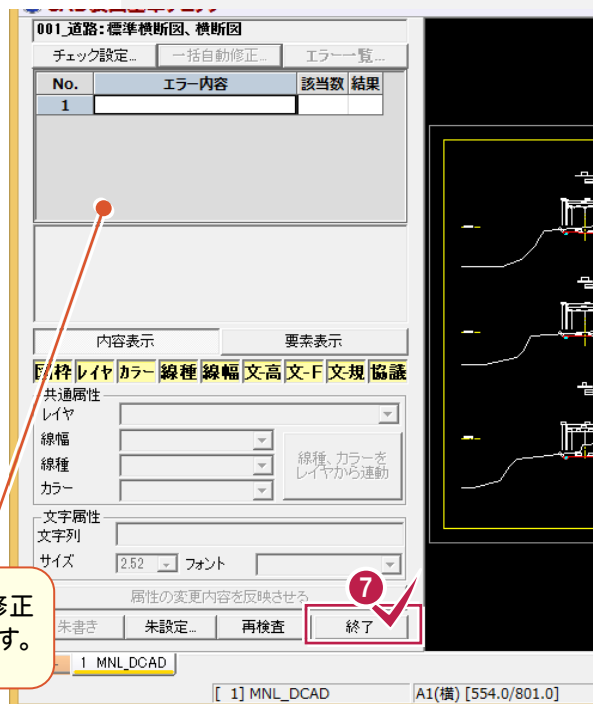 001_道路：標準横断図、横断図
チェック設定... 一括自動修正... エラー一覧...
No. エラー内容 該当数 結果
1
内容表示 要素表示
図枠 レイヤ カラー 線種 線幅 文-高 文-F 文-規 協議
共通属性
レイヤ
線幅
線種
カラー
線種、カラーを
レイヤから連動
文字属性
文字列
サイズ 2.52 フォント
属性の変更内容を反映させる
7
朱書き 朱設定... 再検査 終了
修正
す。
1 MNL_DCAD
[ 1] MNL_DCAD A1(横) [554.0/801.0]